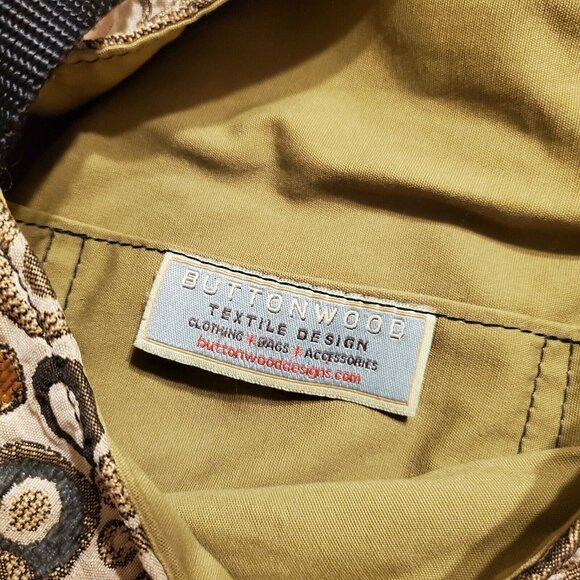 BUTTONWOOD
TEXTILE DESIGN
CLOTHING * BAGS * ACCESSORIES
buttonwooddesigns.com